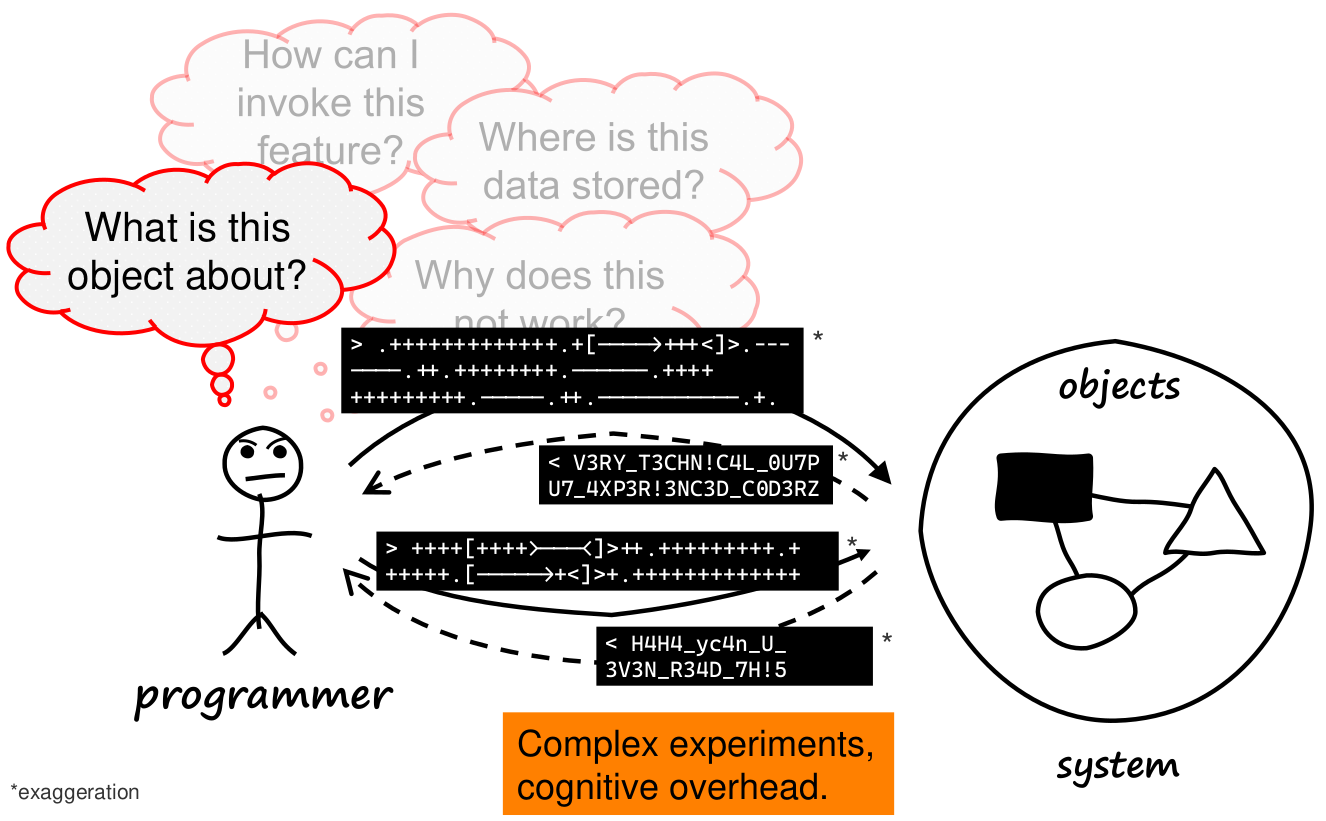 How can I
invoke this
feature?
Where is this
data stored?
What is this
object about?
Why does this
not work?
> .+++++++++++++.+[----->+++<]>.---
----.++.++++++++.-------.++++
+++++++++.------.++.--------------.+.
*
objects
< V3RY_T3CHN!C4L_0U7P
U7_4XP3R!3NC3D_C0D3RZ
*
> ++++[++++>----<]>++.+++++++++.+
+++++.[------>+<]>+.+++++++++++++
*
< H4H4_yc4n_U_
3V3N_R34D_7H!5
*
programmer
system
Complex experiments,
cognitive overhead.
*exaggeration